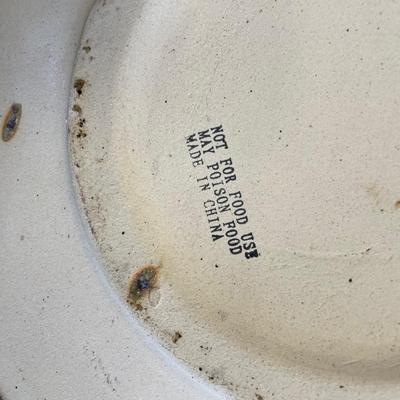 NOT FOR FOOD USE
MAY POISON FOOD
MADE IN CHINA